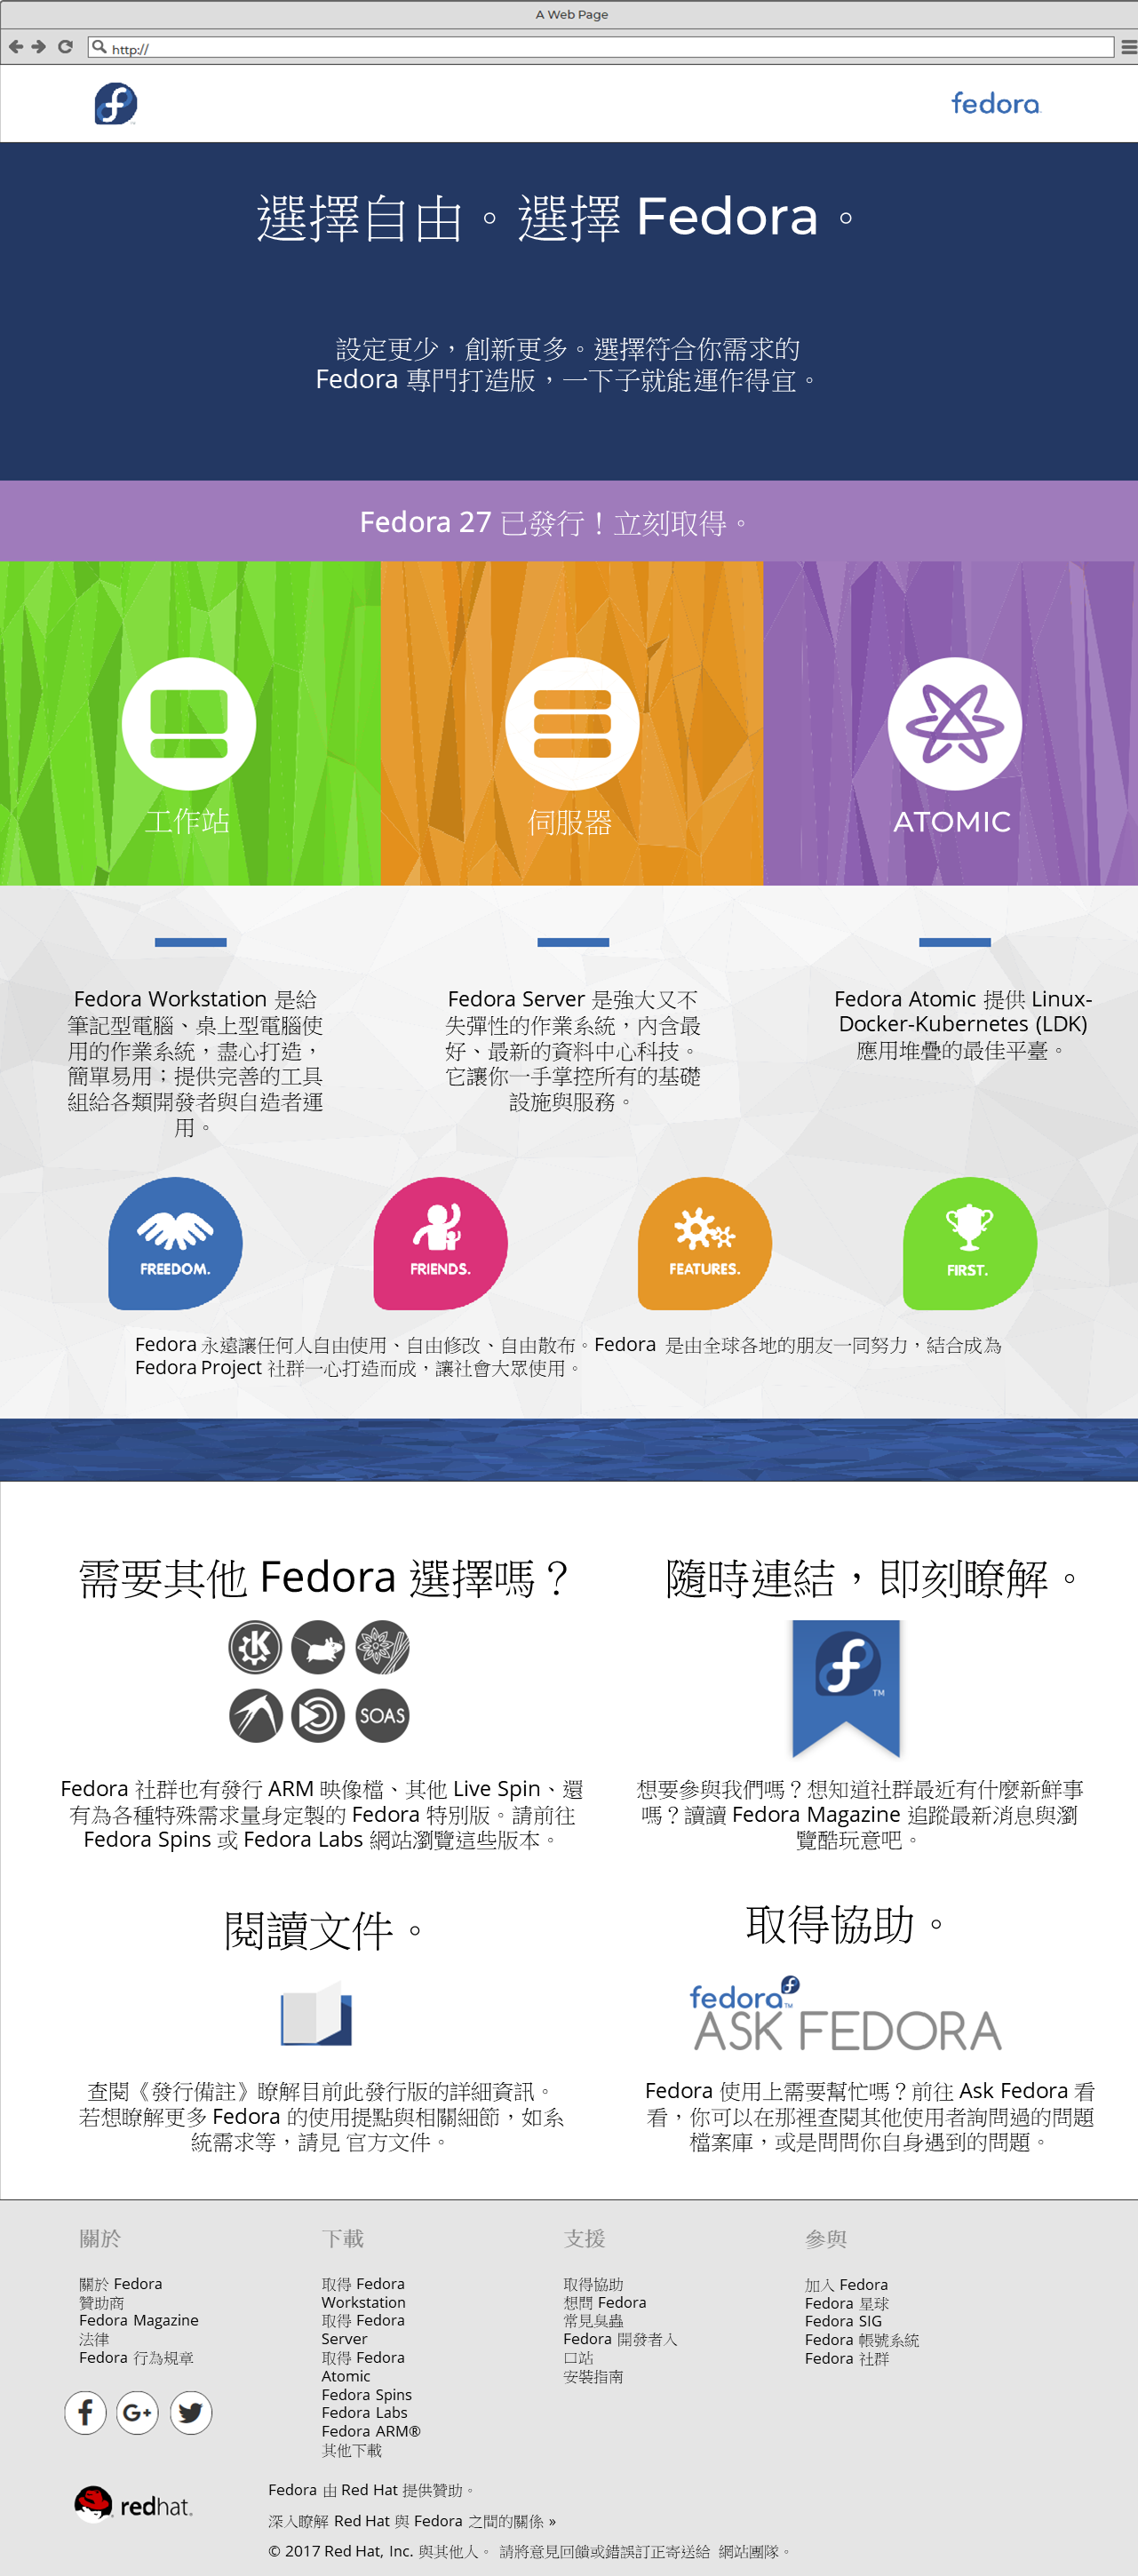 A Web Page
http://
fedora
選擇自由。選擇 Fedora。
設定更少，創新更多。選擇符合你需求的
Fedora 專門打造版，一下子就能運作得宜。
Fedora 27 已發行！立刻取得。
工作站
伺服器
ATOMIC
Fedora Workstation 是給
筆記型電腦、桌上型電腦使
用的作業系統，盡心打造，
簡單易用；提供完善的工具
組給各類開發者與自造者運
用。
Fedora Server 是強大又不
失彈性的作業系統，內含最
好、最新的資料中心科技。
它讓你一手掌控所有的基礎
設施與服務。
Fedora Atomic 提供 Linux-
Docker-Kubernetes (LDK)
應用堆疊的最佳平臺。
FREEDOM.
FRIENDS.
FEATURES.
FIRST.
Fedora 永遠讓任何人自由使用、自由修改、自由散布。Fedora 是由全球各地的朋友一同努力，結合成為
Fedora Project 社群一心打造而成，讓社會大眾使用。
需要其他 Fedora 選擇嗎？
SOAS
Fedora 社群也有發行 ARM 映像檔、其他 Live Spin、還
有為各種特殊需求量身定製的 Fedora 特別版。請前往
Fedora Spins 或 Fedora Labs 網站瀏覽這些版本。
隨時連結，即刻瞭解。
TM
想要參與我們嗎？想知道社群最近有什麼新鮮事
嗎？讀讀 Fedora Magazine 追蹤最新消息與瀏
覽酷玩意吧。
閱讀文件。
查閱《發行備註》瞭解目前此發行版的詳細資訊。
若想瞭解更多 Fedora 的使用提點與相關細節，如系
統需求等，請見 官方文件。
取得協助。
fedora™
ASK FEDORA
Fedora 使用上需要幫忙嗎？前往 Ask Fedora 看
看，你可以在那裡查閱其他使用者詢問過的問題
檔案庫，或是問問你自身遇到的問題。
關於
關於 Fedora
贊助商
Fedora Magazine
法律
Fedora 行為規章
下載
取得 Fedora
Workstation
取得 Fedora
Server
取得 Fedora
Atomic
Fedora Spins
Fedora Labs
Fedora ARM®
其他下載
支援
取得協助
想問 Fedora
常見臭蟲
Fedora 開發者入
口站
安裝指南
參與
加入 Fedora
Fedora 星球
Fedora SIG
Fedora 帳號系統
Fedora 社群
G+
redhat.
Fedora 由 Red Hat 提供贊助。
深入瞭解 Red Hat 與 Fedora 之間的關係 »
© 2017 Red Hat, Inc. 與其他人。 請將意見回饋或錯誤訂正寄送給 網站團隊。